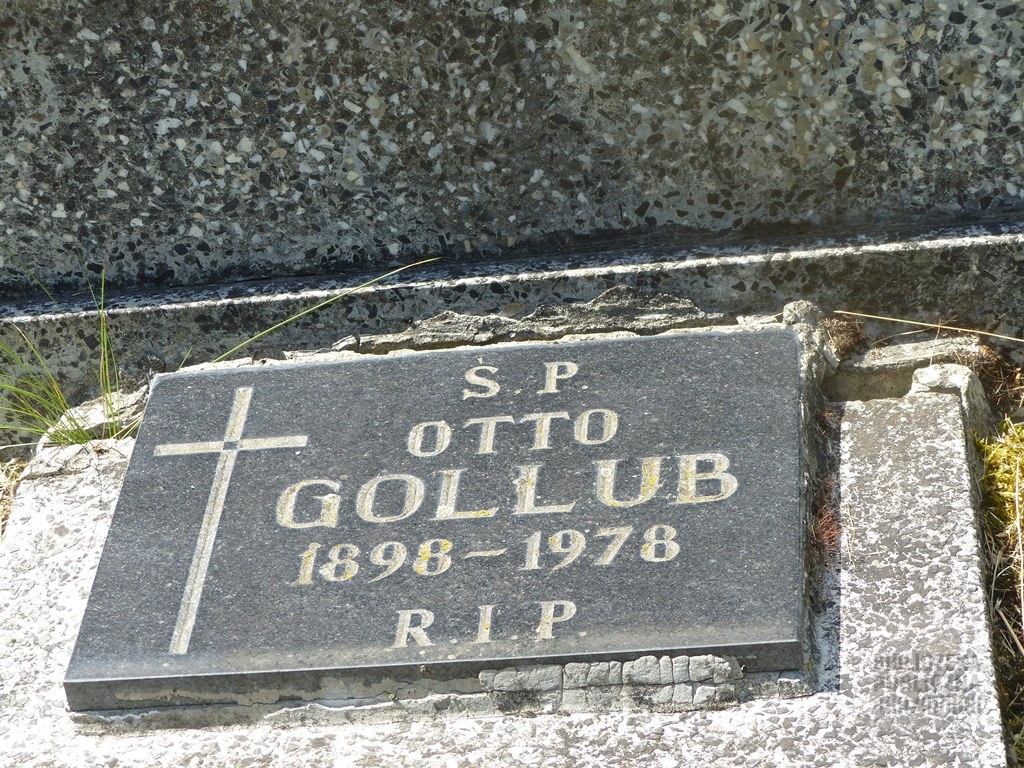 Ś. P.
OTTO
GOLLUB
1898-1978
R.I.P.